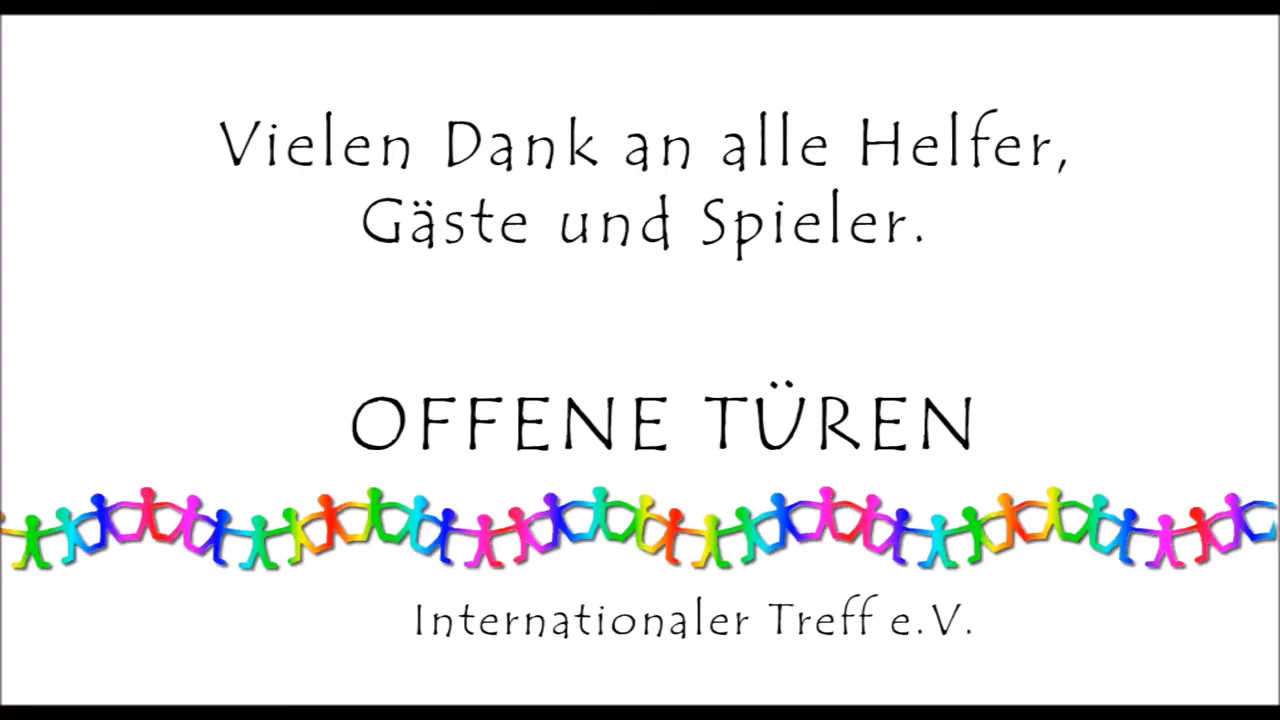 Vielen Dank an alle Helfer,
Gäste und Spieler.
OFFENE TÜREN
Internationaler Treff e.V.